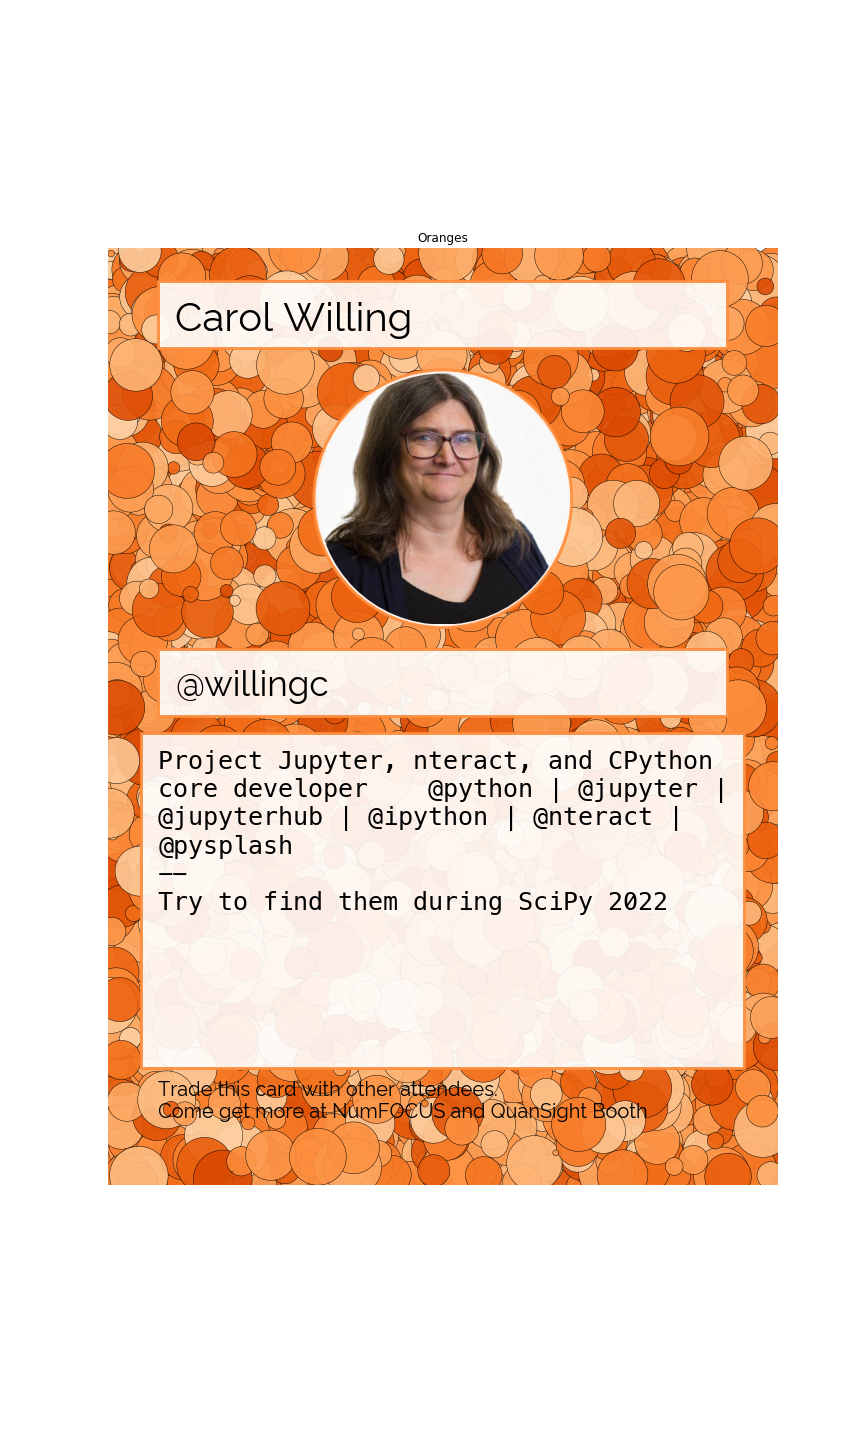 Oranges
Carol Willing
@willingc
Project Jupyter, nteract, and CPython
core developer    @python | @jupyter |
@jupyterhub | @ipython | @nteract |
@pysplash
——
Try to find them during SciPy 2022
Trade this card with other attendees.
Come get more at NumFOCUS and QuanSight Booth